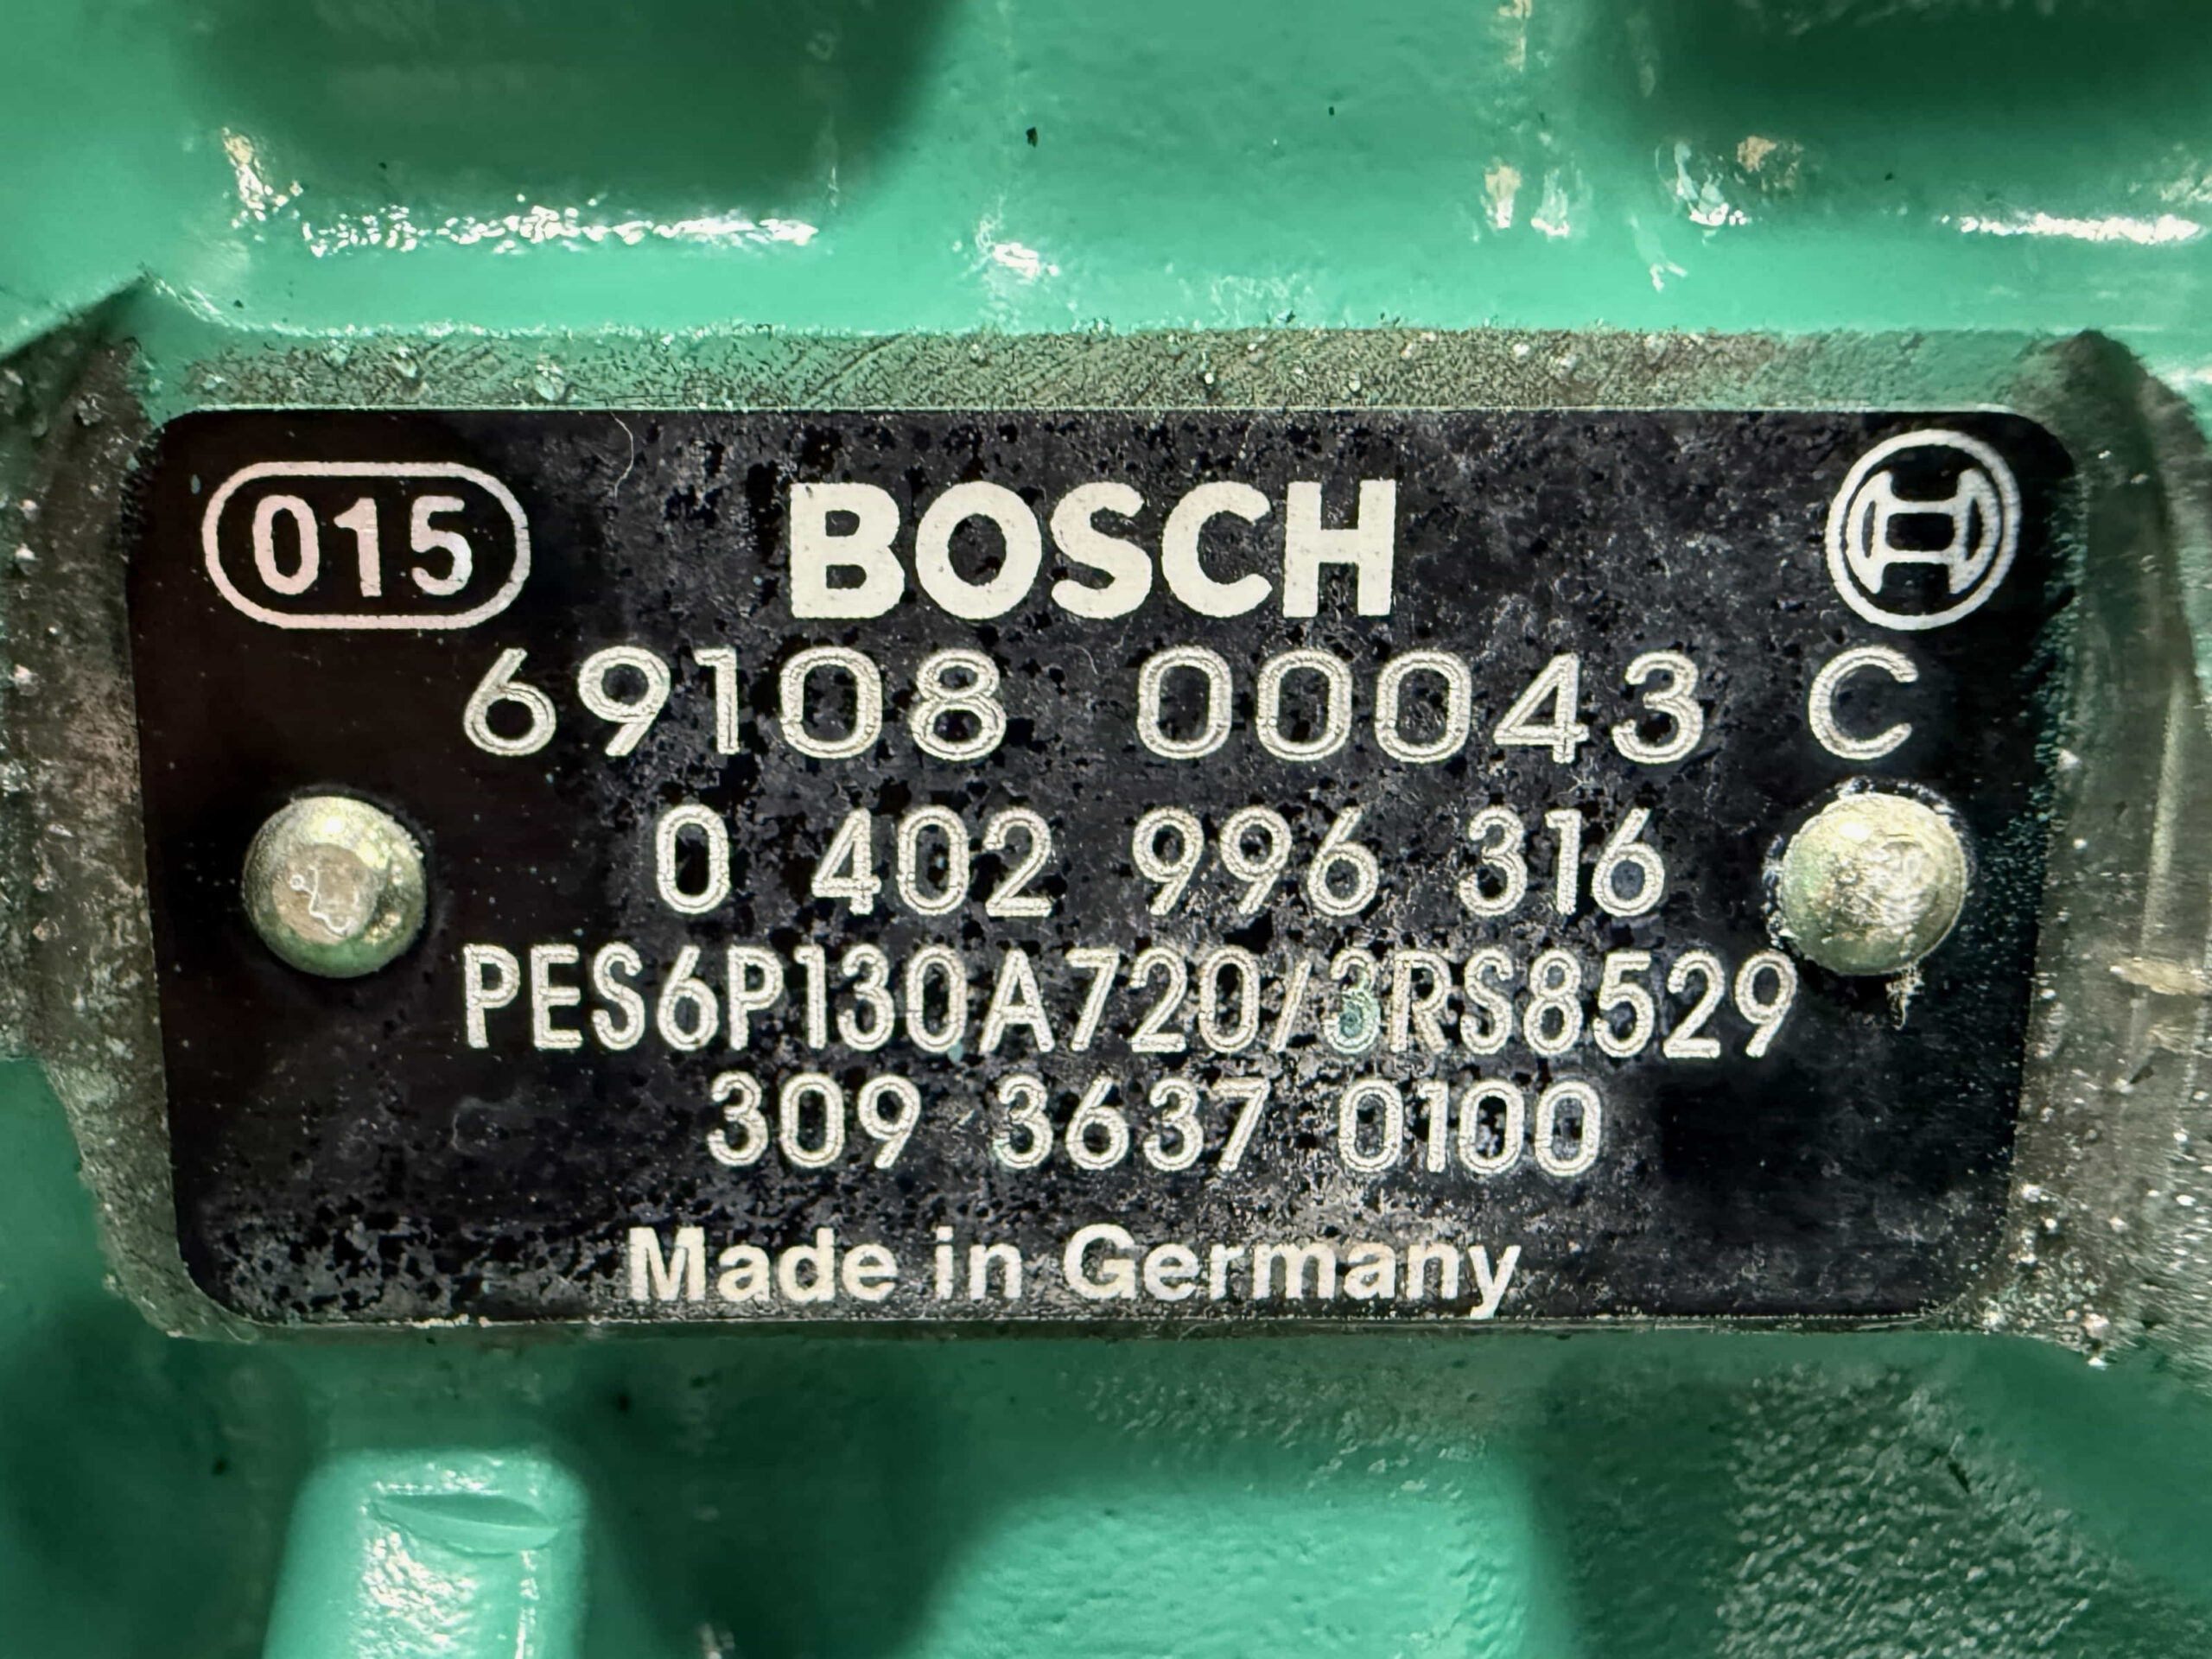 015 BOSCH
69108 00043 C
0 402 996 316
PES6P130A720/3RS8529
309 3637 0100
Made in Germany